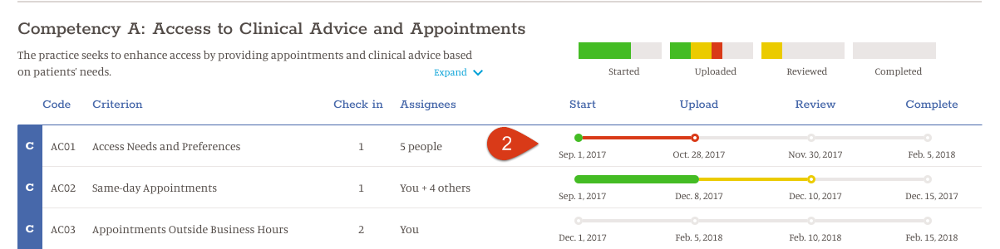 Competency A: Access to Clinical Advice and Appointments
The practice seeks to enhance access by providing appointments and clinical advice based
on patients' needs.
Expand
Started Uploaded Reviewed Completed
Code Criterion Check in Assignees Start Upload Review Complete
C AC01 Access Needs and Preferences 1 5 people 2
Sep. 1, 2017 Oct. 28, 2017 Nov. 30, 2017 Feb. 5, 2018
C AC02 Same-day Appointments 1 You + 4 others
Sep. 1, 2017 Dec. 8, 2017 Dec. 10, 2017 Dec. 15, 2017
C AC03 Appointments Outside Business Hours 2 You
Dec. 1, 2017 Feb. 5, 2018 Feb. 10, 2018 Feb. 15, 2018